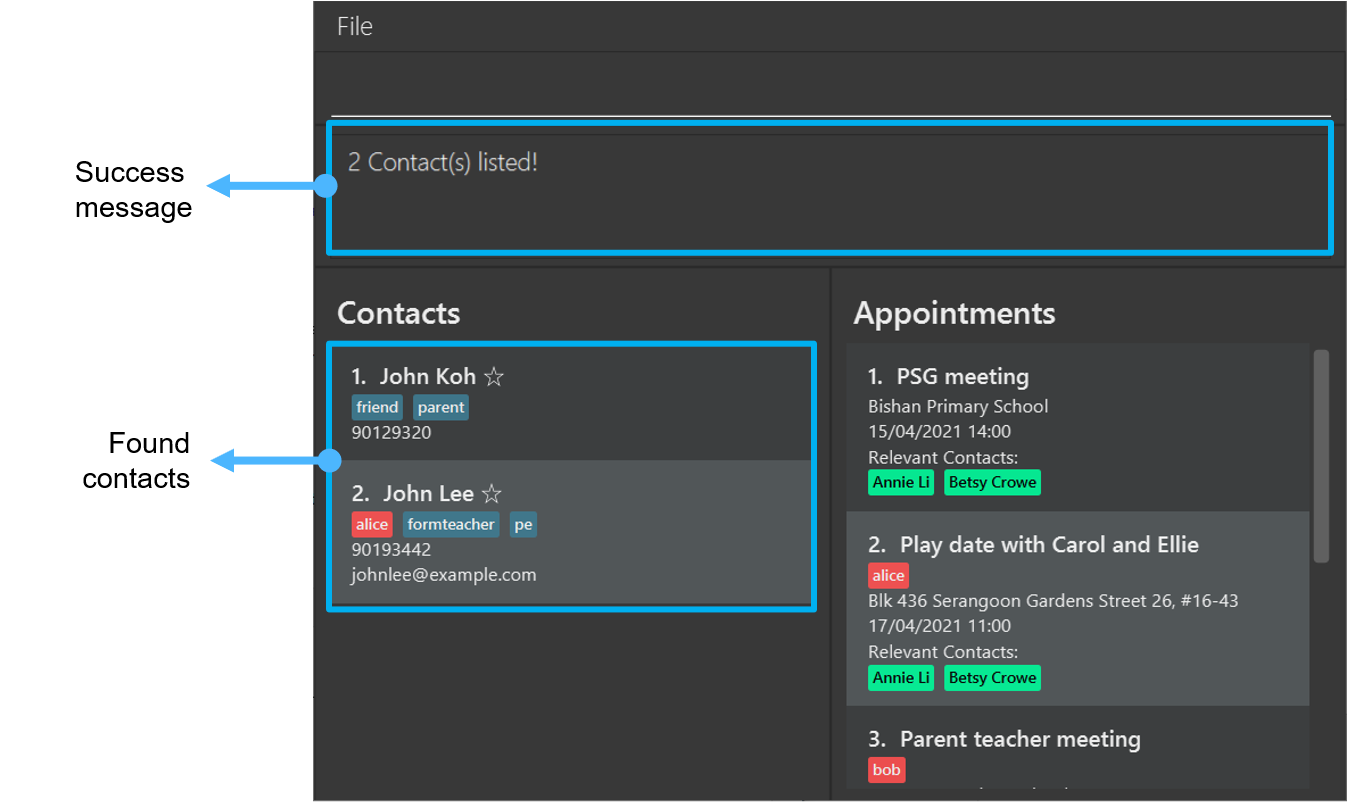 File
Success
message
2 Contact(s) listed!
Contacts
Found
contacts
1. John Koh ☆
friend parent
90129320
2. John Lee ☆
alice formteacher pe
90193442
johnlee@example.com
Appointments
1. PSG meeting
Bishan Primary School
15/04/2021 14:00
Relevant Contacts:
Annie Li Betsy Crowe
2. Play date with Carol and Ellie
alice
Blk 436 Serangoon Gardens Street 26, #16-43
17/04/2021 11:00
Relevant Contacts:
Annie Li Betsy Crowe
3. Parent teacher meeting
bob